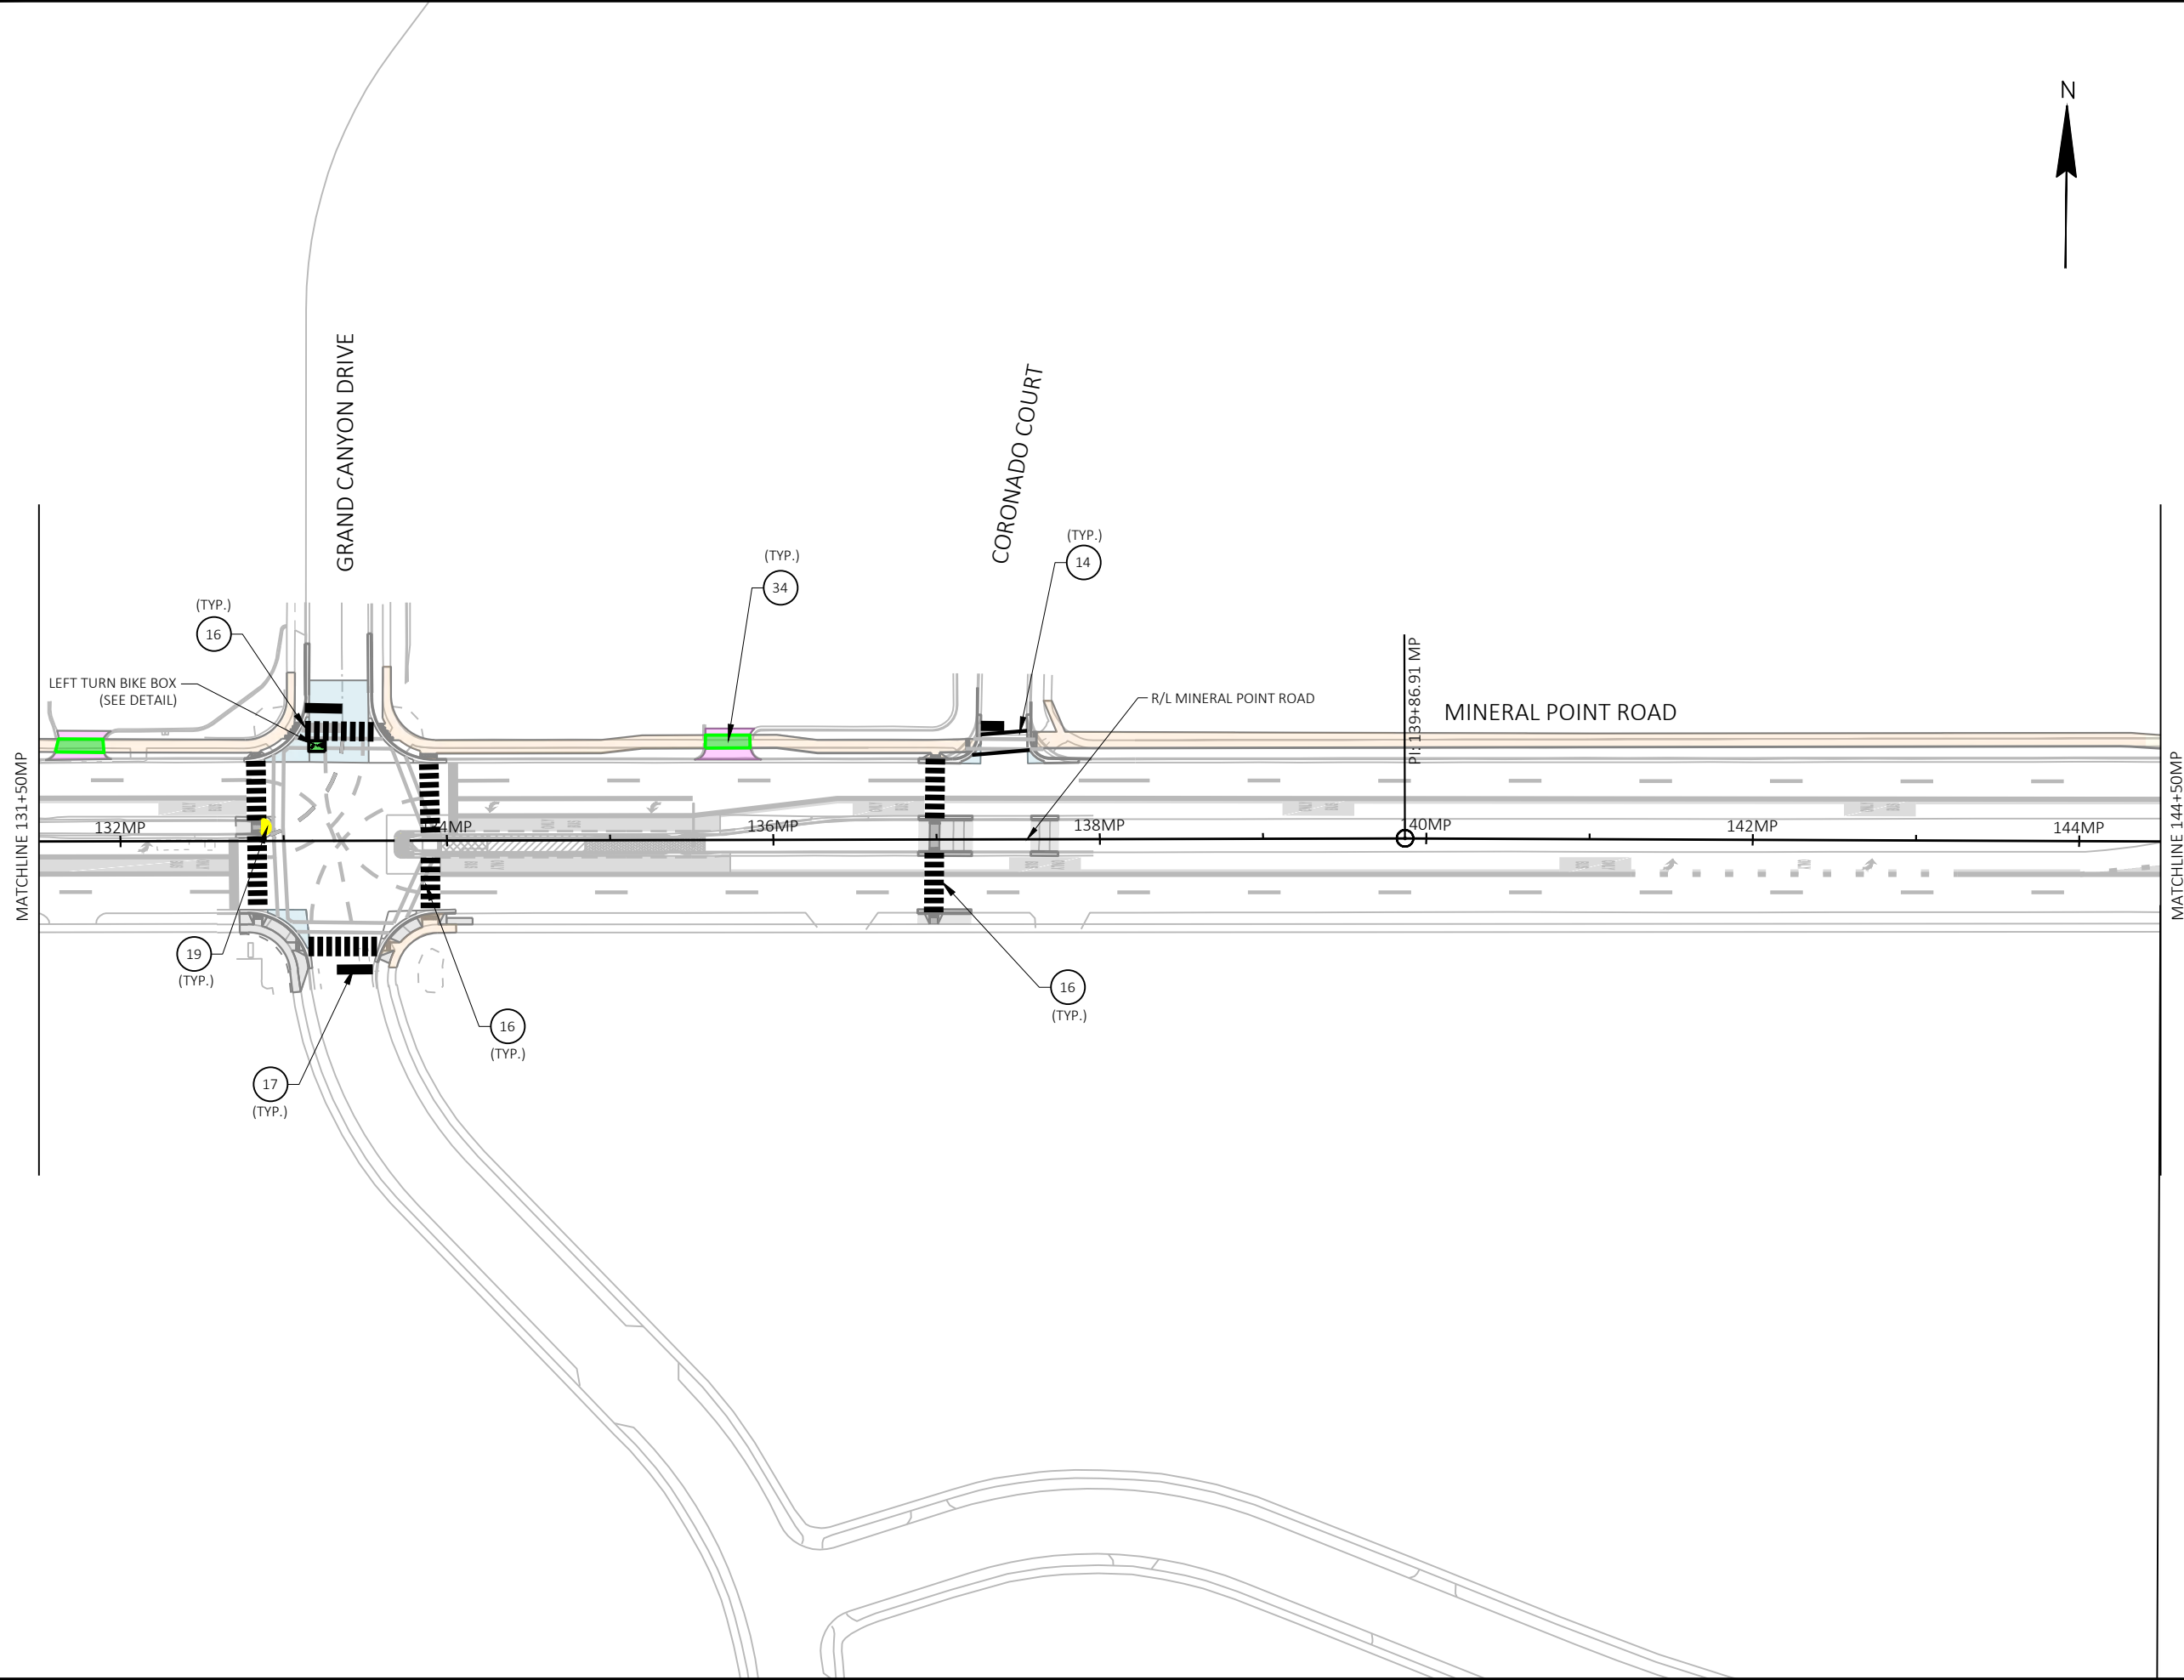 N
GRAND CANYON DRIVE
CORONADO COURT
(TYP.)
14
(TYP.)
34
(TYP.)
16
LEFT TURN BIKE BOX
(SEE DETAIL)
R/L MINERAL POINT ROAD
PI: 139+86.91 MP
MINERAL POINT ROAD
MATCHLINE 131+50MP
MATCHLINE 144+50MP
132MP
134MP
136MP
138MP
140MP
142MP
144MP
19
(TYP.)
16
(TYP.)
16
(TYP.)
17
(TYP.)